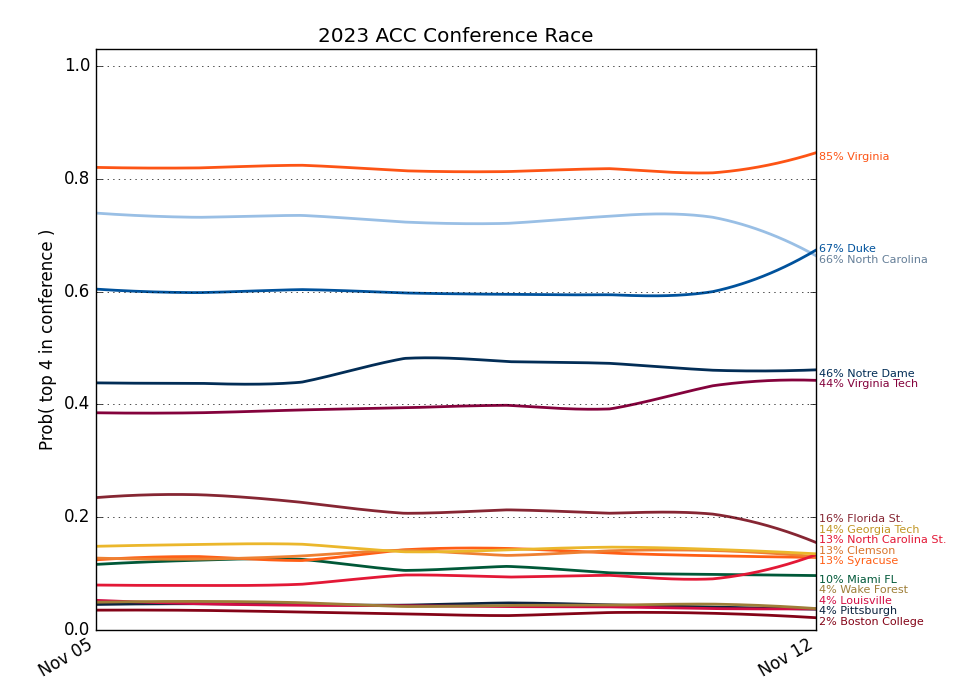 2023 ACC Conference Race
Prob( top 4 in conference )
1.0
0.8
0.6
0.4
0.2
0.0
Nov 05
Nov 12
85% Virginia
67% Duke
66% North Carolina
46% Notre Dame
44% Virginia Tech
16% Florida St.
14% Georgia Tech
13% North Carolina St.
13% Clemson
13% Syracuse
10% Miami FL
4% Wake Forest
4% Louisville
4% Pittsburgh
2% Boston College